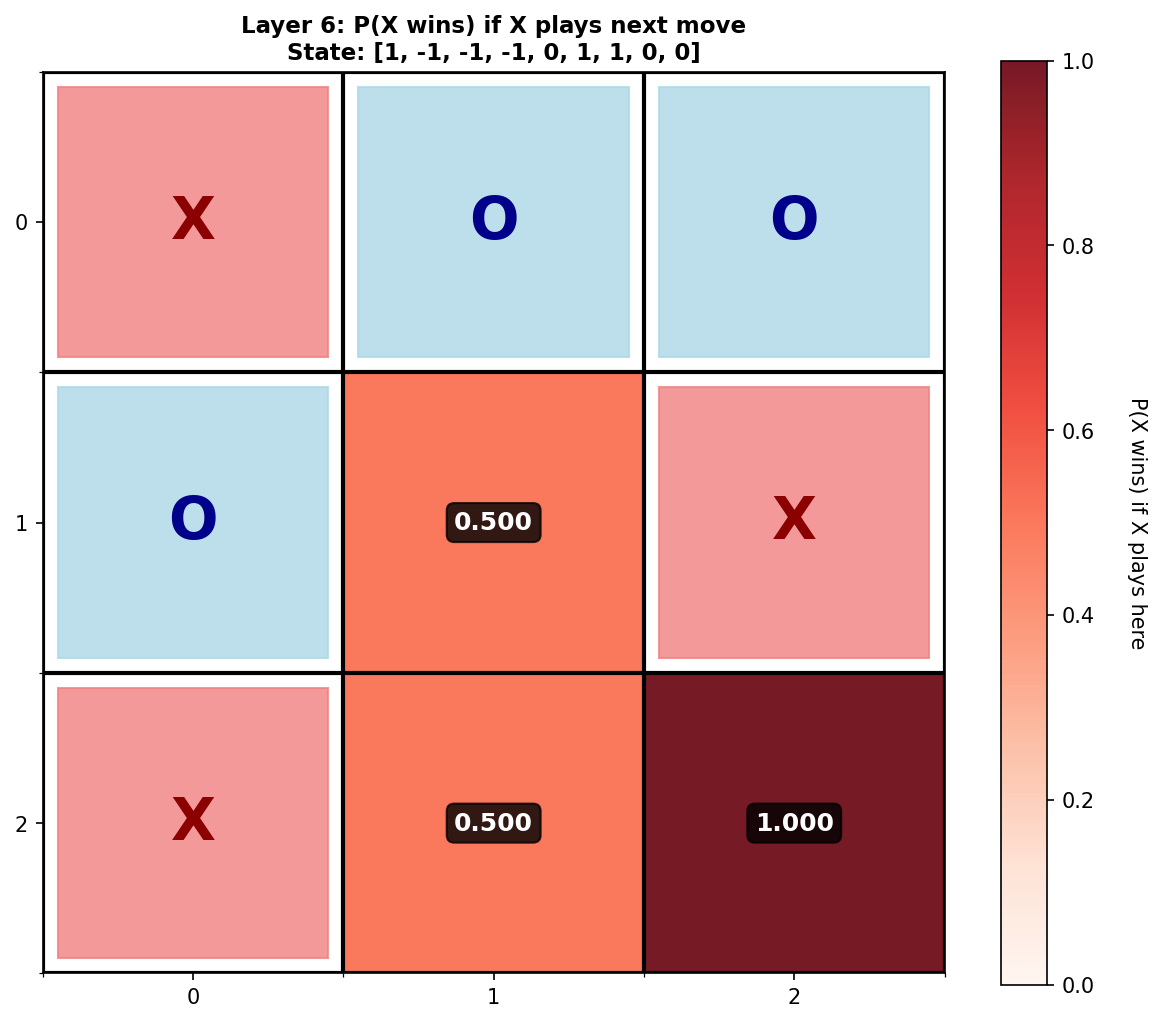 Layer 6: P(X wins) if X plays next move
State: [1, -1, -1, -1, 0, 1, 1, 0, 0]
0
X
O
O
1
O
0.500
X
2
X
0.500
1.000
0
1
2
1.0
0.8
0.6
0.4
0.2
0.0
P(X wins) if X plays here